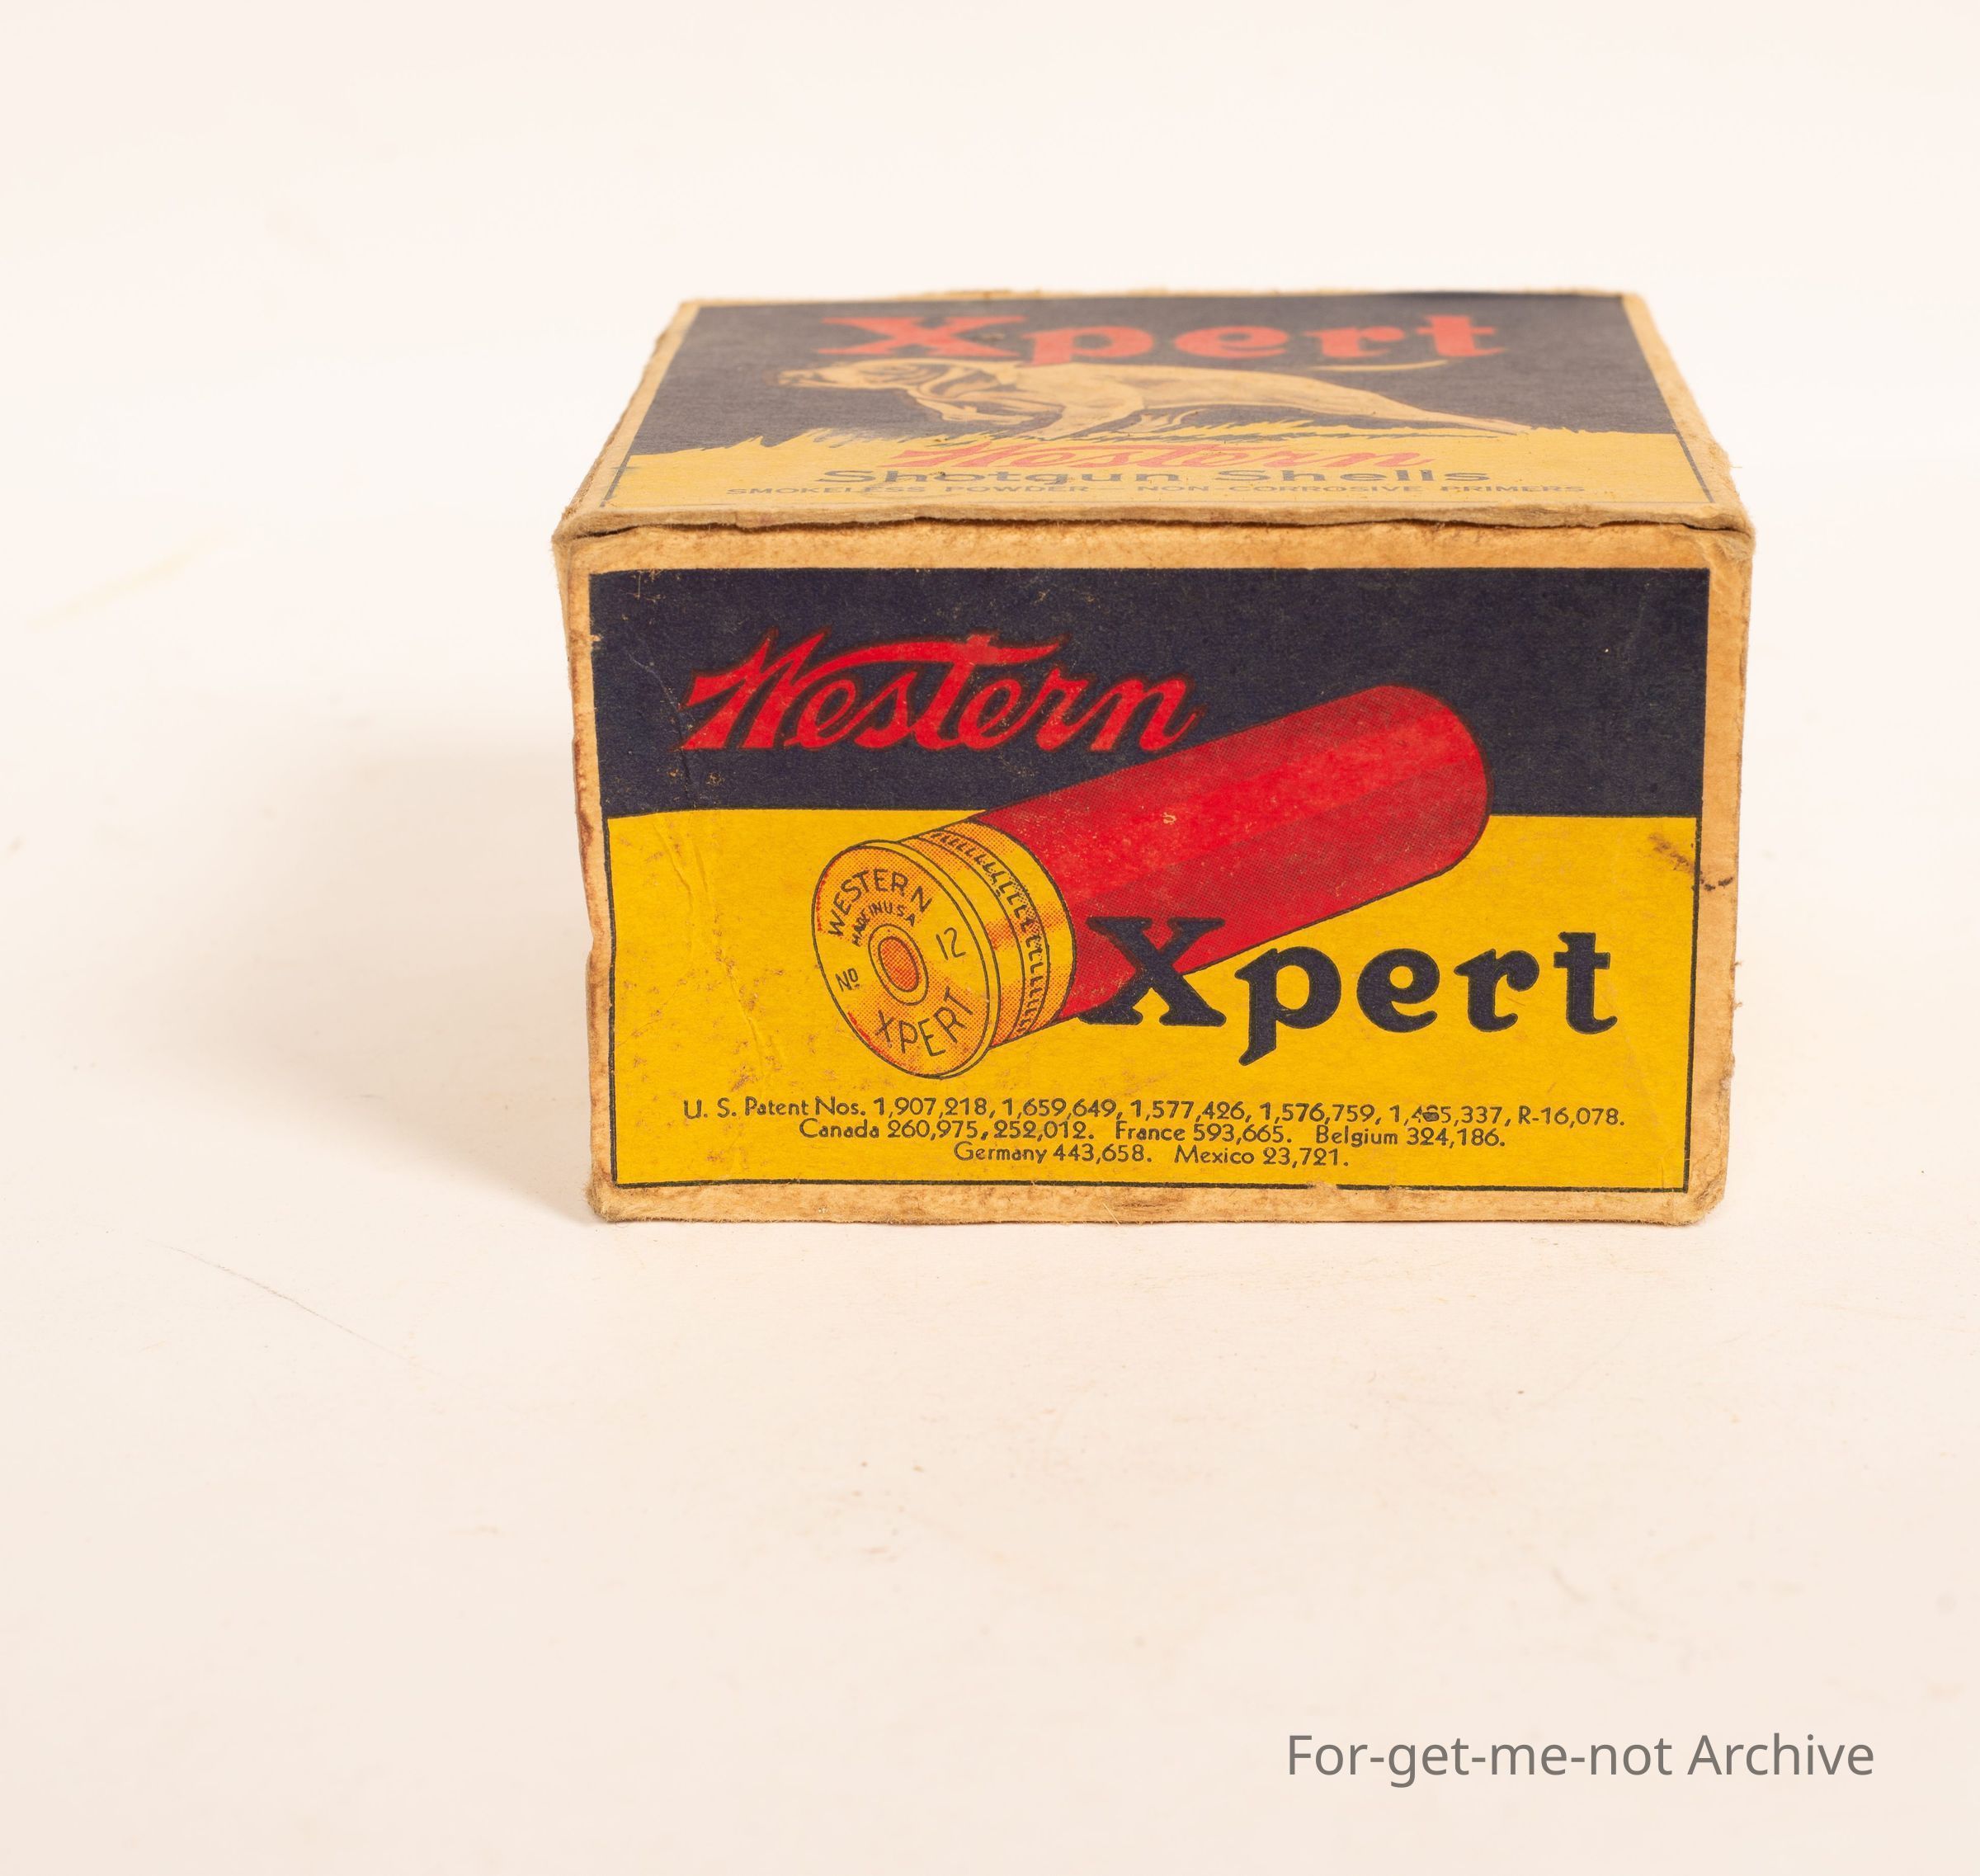 Xpert
Western
Shotgun Shells
SMOKELESS POWDER - NON-CORROSIVE PRIMERS
Western
WESTERN
MADE IN U.S.A
No 12
XPERT
Xpert
U. S. Patent Nos. 1,907,218, 1,659,649, 1,577,426, 1,576,759, R-16,078.
Canada 260,975, 252,012. France 593,665. Belgium 324,186.
Germany 443,658. Mexico 23,721.
For-get-me-not Archive